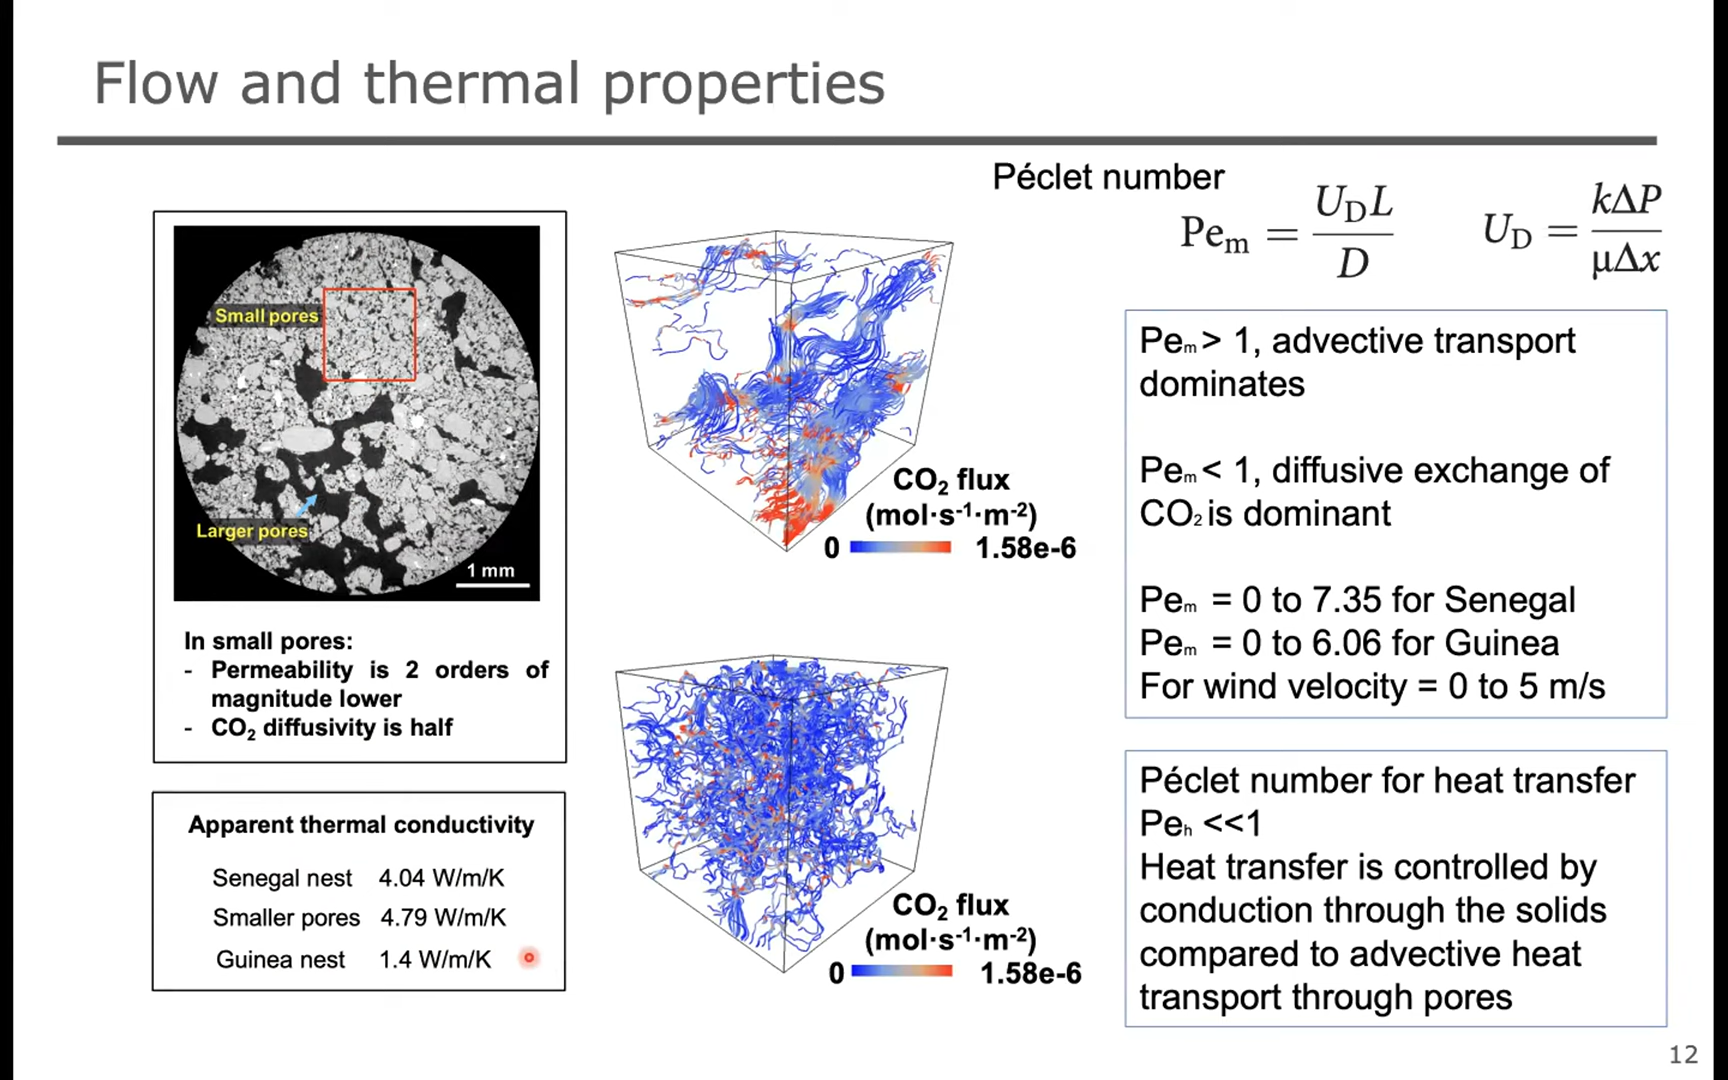 Flow and thermal properties
Small pores
Larger pores
1 mm
In small pores:
- Permeability is 2 orders of
magnitude lower
- CO₂ diffusivity is half
Apparent thermal conductivity
Senegal nest 4.04 W/m/K
Smaller pores 4.79 W/m/K
Guinea nest 1.4 W/m/K
CO₂ flux
(mol·s⁻¹·m⁻²)
0 1.58e-6
CO₂ flux
(mol·s⁻¹·m⁻²)
0 1.58e-6
Péclet number
Peₘ = U_D L / D U_D = kΔP / μΔx
Peₘ > 1, advective transport
dominates
Peₘ < 1, diffusive exchange of
CO₂ is dominant
Peₘ = 0 to 7.35 for Senegal
Peₘ = 0 to 6.06 for Guinea
For wind velocity = 0 to 5 m/s
Péclet number for heat transfer
Peₕ <<1
Heat transfer is controlled by
conduction through the solids
compared to advective heat
transport through pores
12